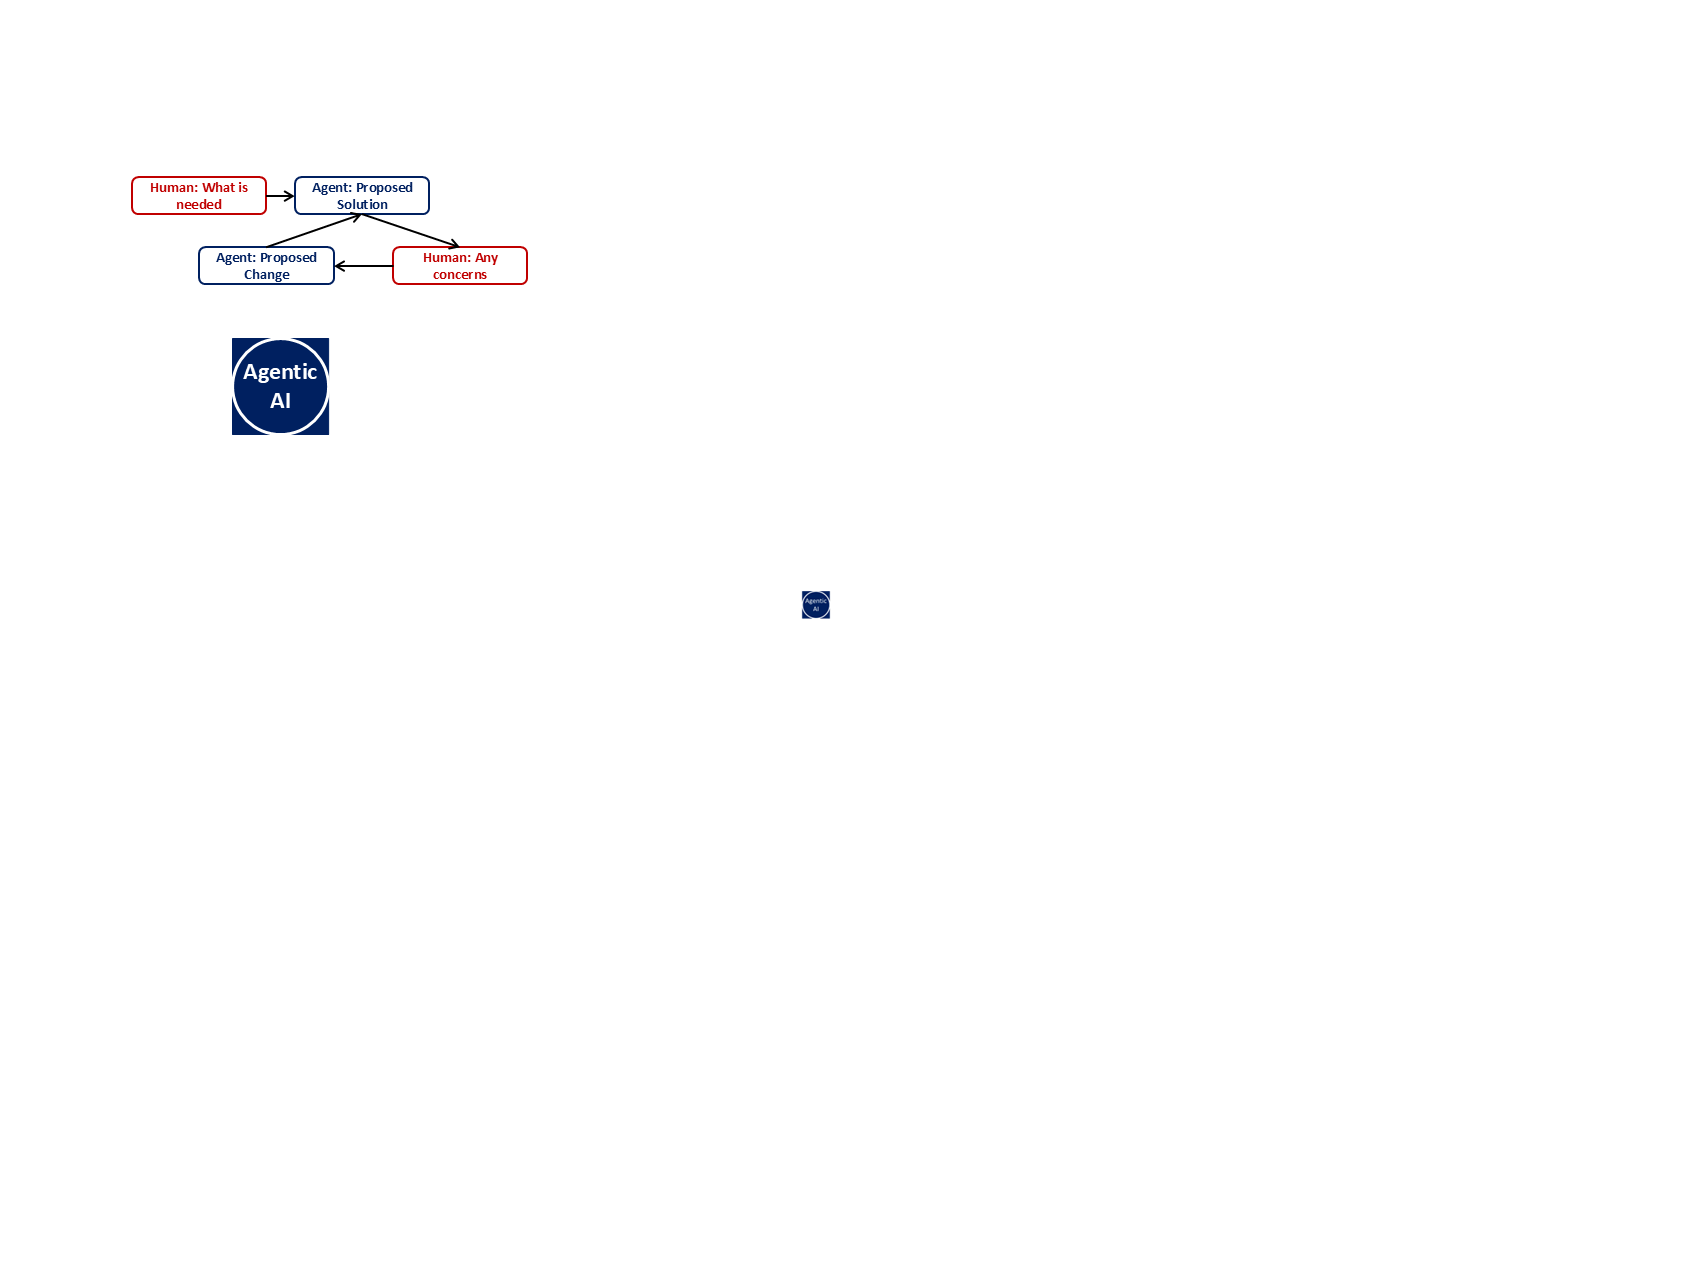 Human: What is
needed
Agent: Proposed
Solution
Agent: Proposed
Change
Human: Any
concerns
Agentic
AI
Agentic
AI